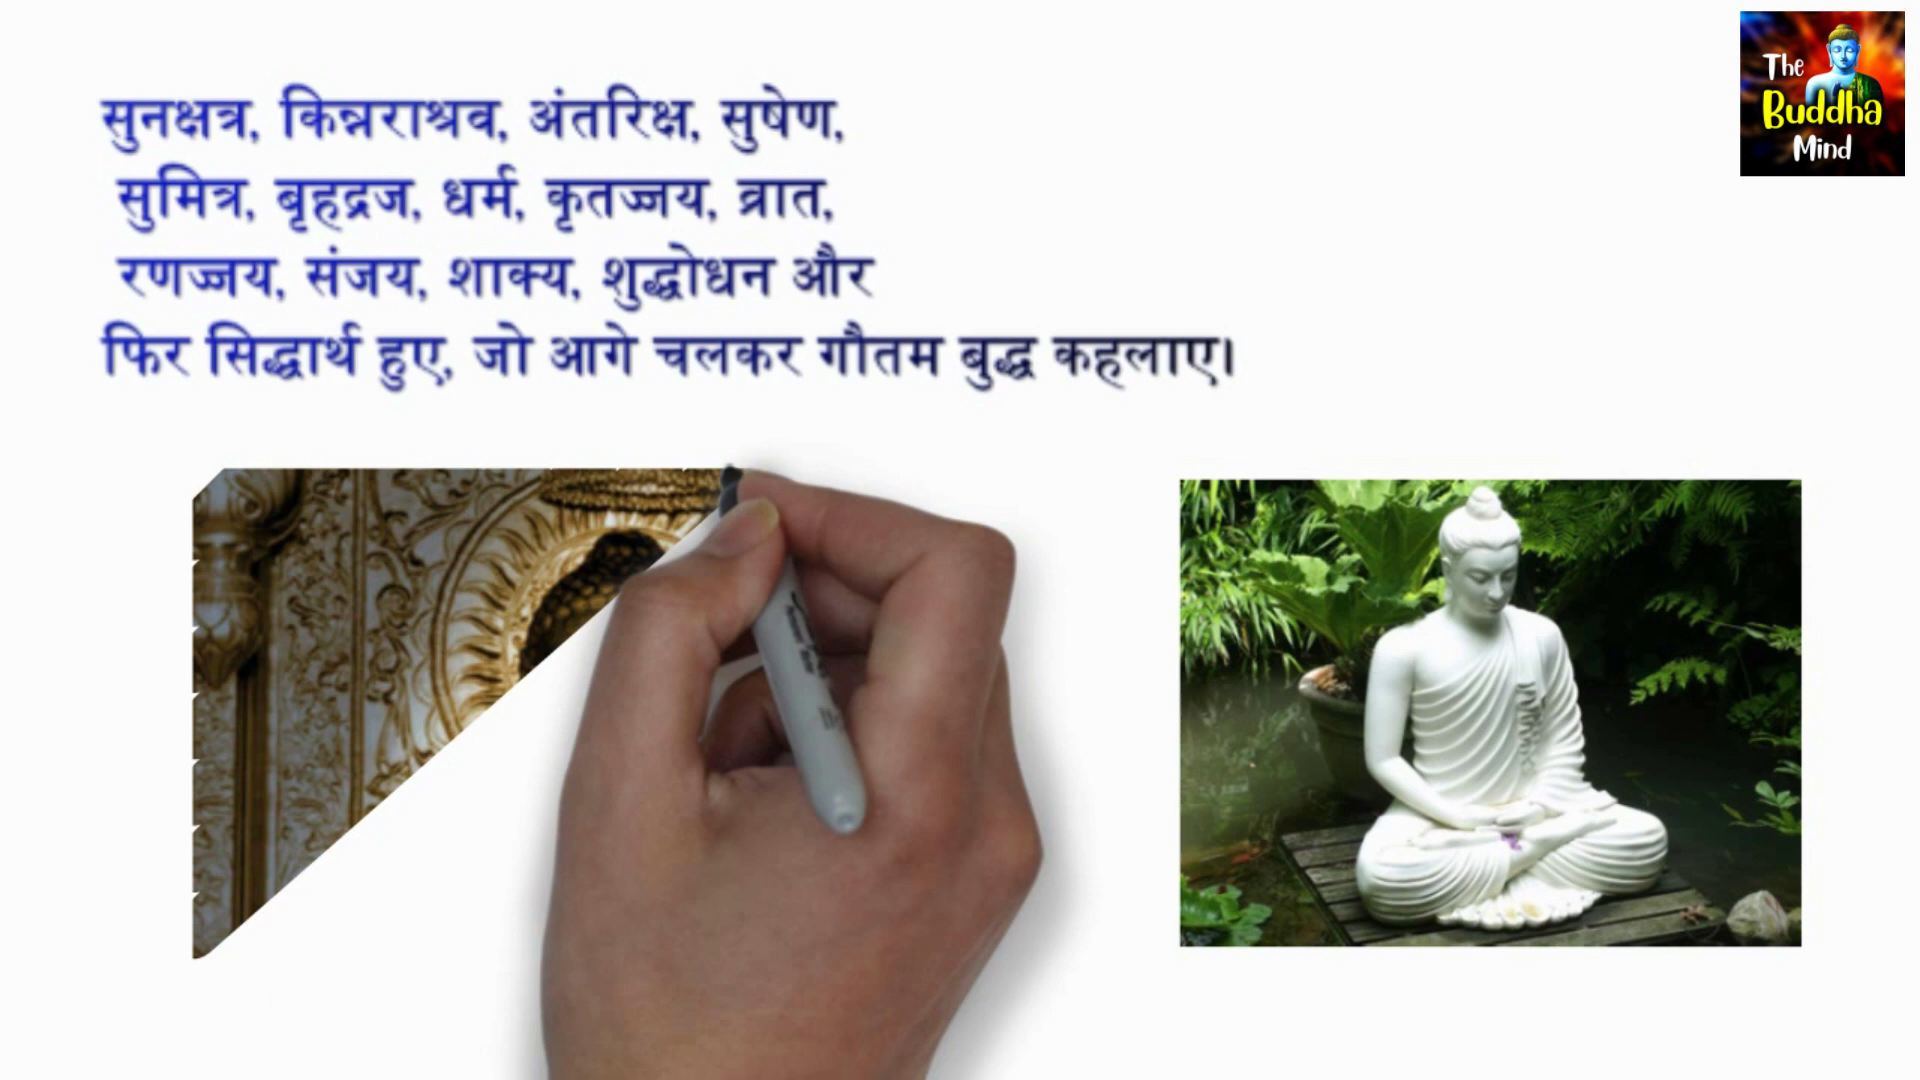 सुनक्षत्र, किन्नराश्रव, अंतरिक्ष, सुषेण,
सुमित्र, बृहद्रज, धर्म, कृतज्जय, व्रात,
रणज्जय, संजय, शाक्य, शुद्धोधन और
फिर सिद्धार्थ हुए, जो आगे चलकर गौतम बुद्ध कहलाए।
The
Buddha
Mind